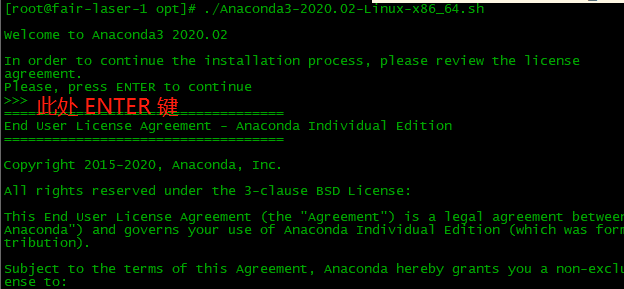 [root@fair-laser-1 opt]# ./Anaconda3-2020.02-Linux-x86_64.sh
Welcome to Anaconda3 2020.02
In order to continue the installation process, please review the license
agreement.
Please, press ENTER to continue
>>> 此处 ENTER 键
===================================
End User License Agreement - Anaconda Individual Edition
===================================
Copyright 2015-2020, Anaconda, Inc.
All rights reserved under the 3-clause BSD License:
This End User License Agreement (the "Agreement") is a legal agreement between
Anaconda") and governs your use of Anaconda Individual Edition (which was form
tribution).
Subject to the terms of this Agreement, Anaconda hereby grants you a non-exclu
ense to: